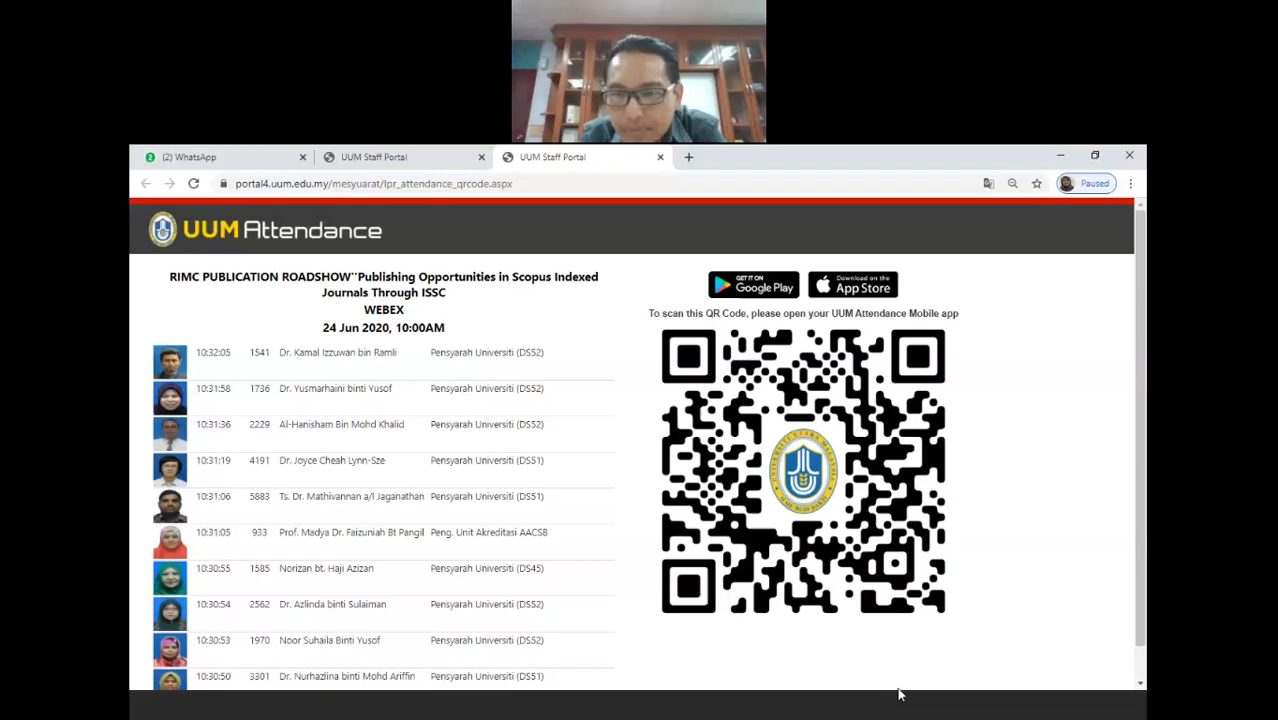 (2) WhatsApp
UUM Staff Portal
UUM Staff Portal
portal4.uum.edu.my/mesyuarat/lpr_attendance_qrcode.aspx
Paused
UUM Attendance
RIMC PUBLICATION ROADSHOW"Publishing Opportunities in Scopus Indexed
Journals Through ISSC
WEBEX
24 Jun 2020, 10:00AM
10:32:05 1541 Dr. Kamal Izzuwan bin Ramli Pensyarah Universiti (DS52)
10:31:58 1736 Dr. Yusmarhaini binti Yusof Pensyarah Universiti (DS52)
10:31:36 2229 Al-Hanisham Bin Mohd Khalid Pensyarah Universiti (DS52)
10:31:19 4191 Dr. Joyce Cheah Lynn-Sze Pensyarah Universiti (DS51)
10:31:06 5883 Ts. Dr. Mathivannan a/l Jaganathan Pensyarah Universiti (DS51)
10:31:05 933 Prof. Madya Dr. Faizuniah Bt Pangil Peng. Unit Akreditasi AACSB
10:30:55 1585 Norizan bt. Haji Azizan Pensyarah Universiti (DS45)
10:30:54 2562 Dr. Azlinda binti Sulaiman Pensyarah Universiti (DS52)
10:30:53 1970 Noor Suhaila Binti Yusof Pensyarah Universiti (DS52)
10:30:50 3301 Dr. Nurhazlina binti Mohd Ariffin Pensyarah Universiti (DS51)
GET IT ON
Google Play
Download on the
App Store
To scan this QR Code, please open your UUM Attendance Mobile app
UNIVERSITI UTARA MALAYSIA
ILMU BUDI BAKTI